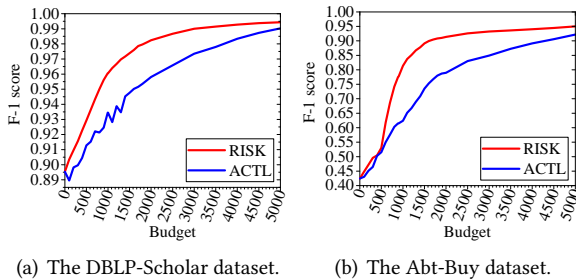 1.00
0.99
0.98
0.97
0.96
0.95
0.94
0.93
0.92
0.91
0.90
0.89
F-1 score
RISK
ACTL
0 500 1000 1500 2000 2500 3000 3500 4000 4500 5000
Budget
(a) The DBLP-Scholar dataset.
1.00
0.95
0.90
0.85
0.80
0.75
0.70
0.65
0.60
0.55
0.50
0.45
0.40
F-1 score
RISK
ACTL
0 500 1000 1500 2000 2500 3000 3500 4000 4500 5000
Budget
(b) The Abt-Buy dataset.